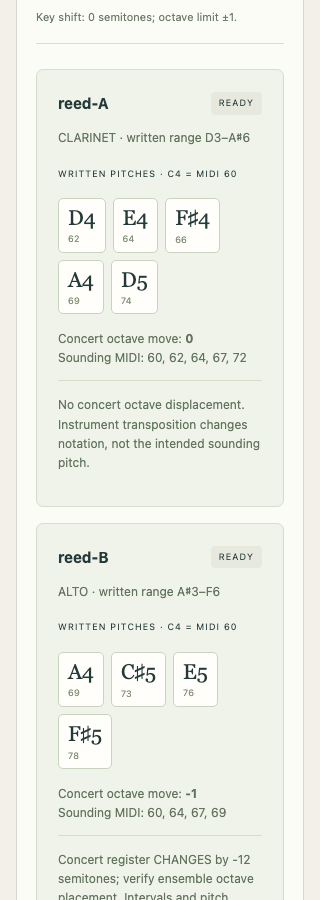 Key shift: 0 semitones; octave limit ±1.
reed-A
READY
CLARINET · written range D3–A♯6
WRITTEN PITCHES · C4 = MIDI 60
D4 E4 F♯4
62 64 66
A4 D5
69 74
Concert octave move: 0
Sounding MIDI: 60, 62, 64, 67, 72
No concert octave displacement.
Instrument transposition changes
notation, not the intended sounding
pitch.
reed-B
READY
ALTO · written range A♯3–F6
WRITTEN PITCHES · C4 = MIDI 60
A4 C♯5 E5
69 73 76
F♯5
78
Concert octave move: -1
Sounding MIDI: 60, 64, 67, 69
Concert register CHANGES by -12
semitones; verify ensemble octave
placement. Intervals and pitch